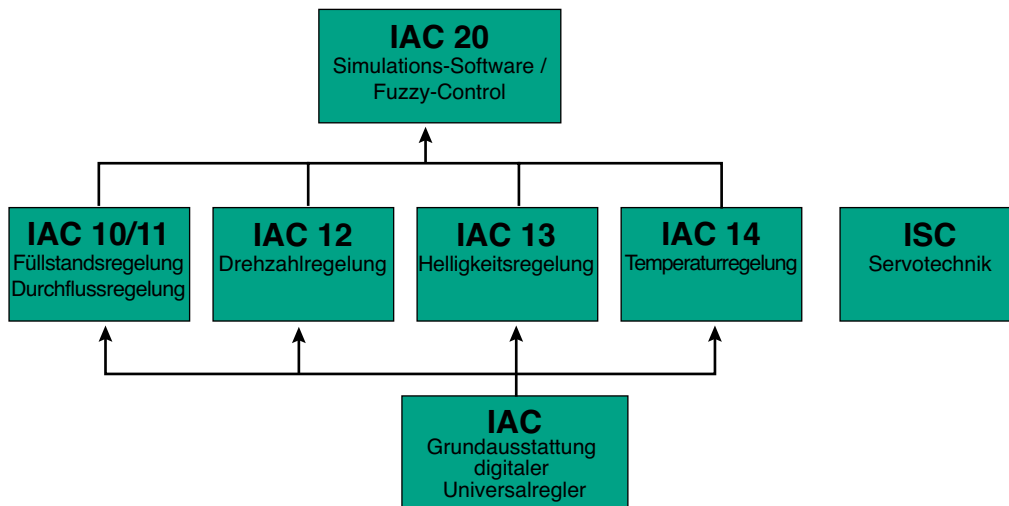 IAC 20
Simulations-Software /
Fuzzy-Control
IAC 10/11
Füllstandsregelung
Durchflussregelung
IAC 12
Drehzahlregelung
IAC 13
Helligkeitsregelung
IAC 14
Temperaturregelung
ISC
Servotechnik
IAC
Grundausstattung
digitaler
Universalregler